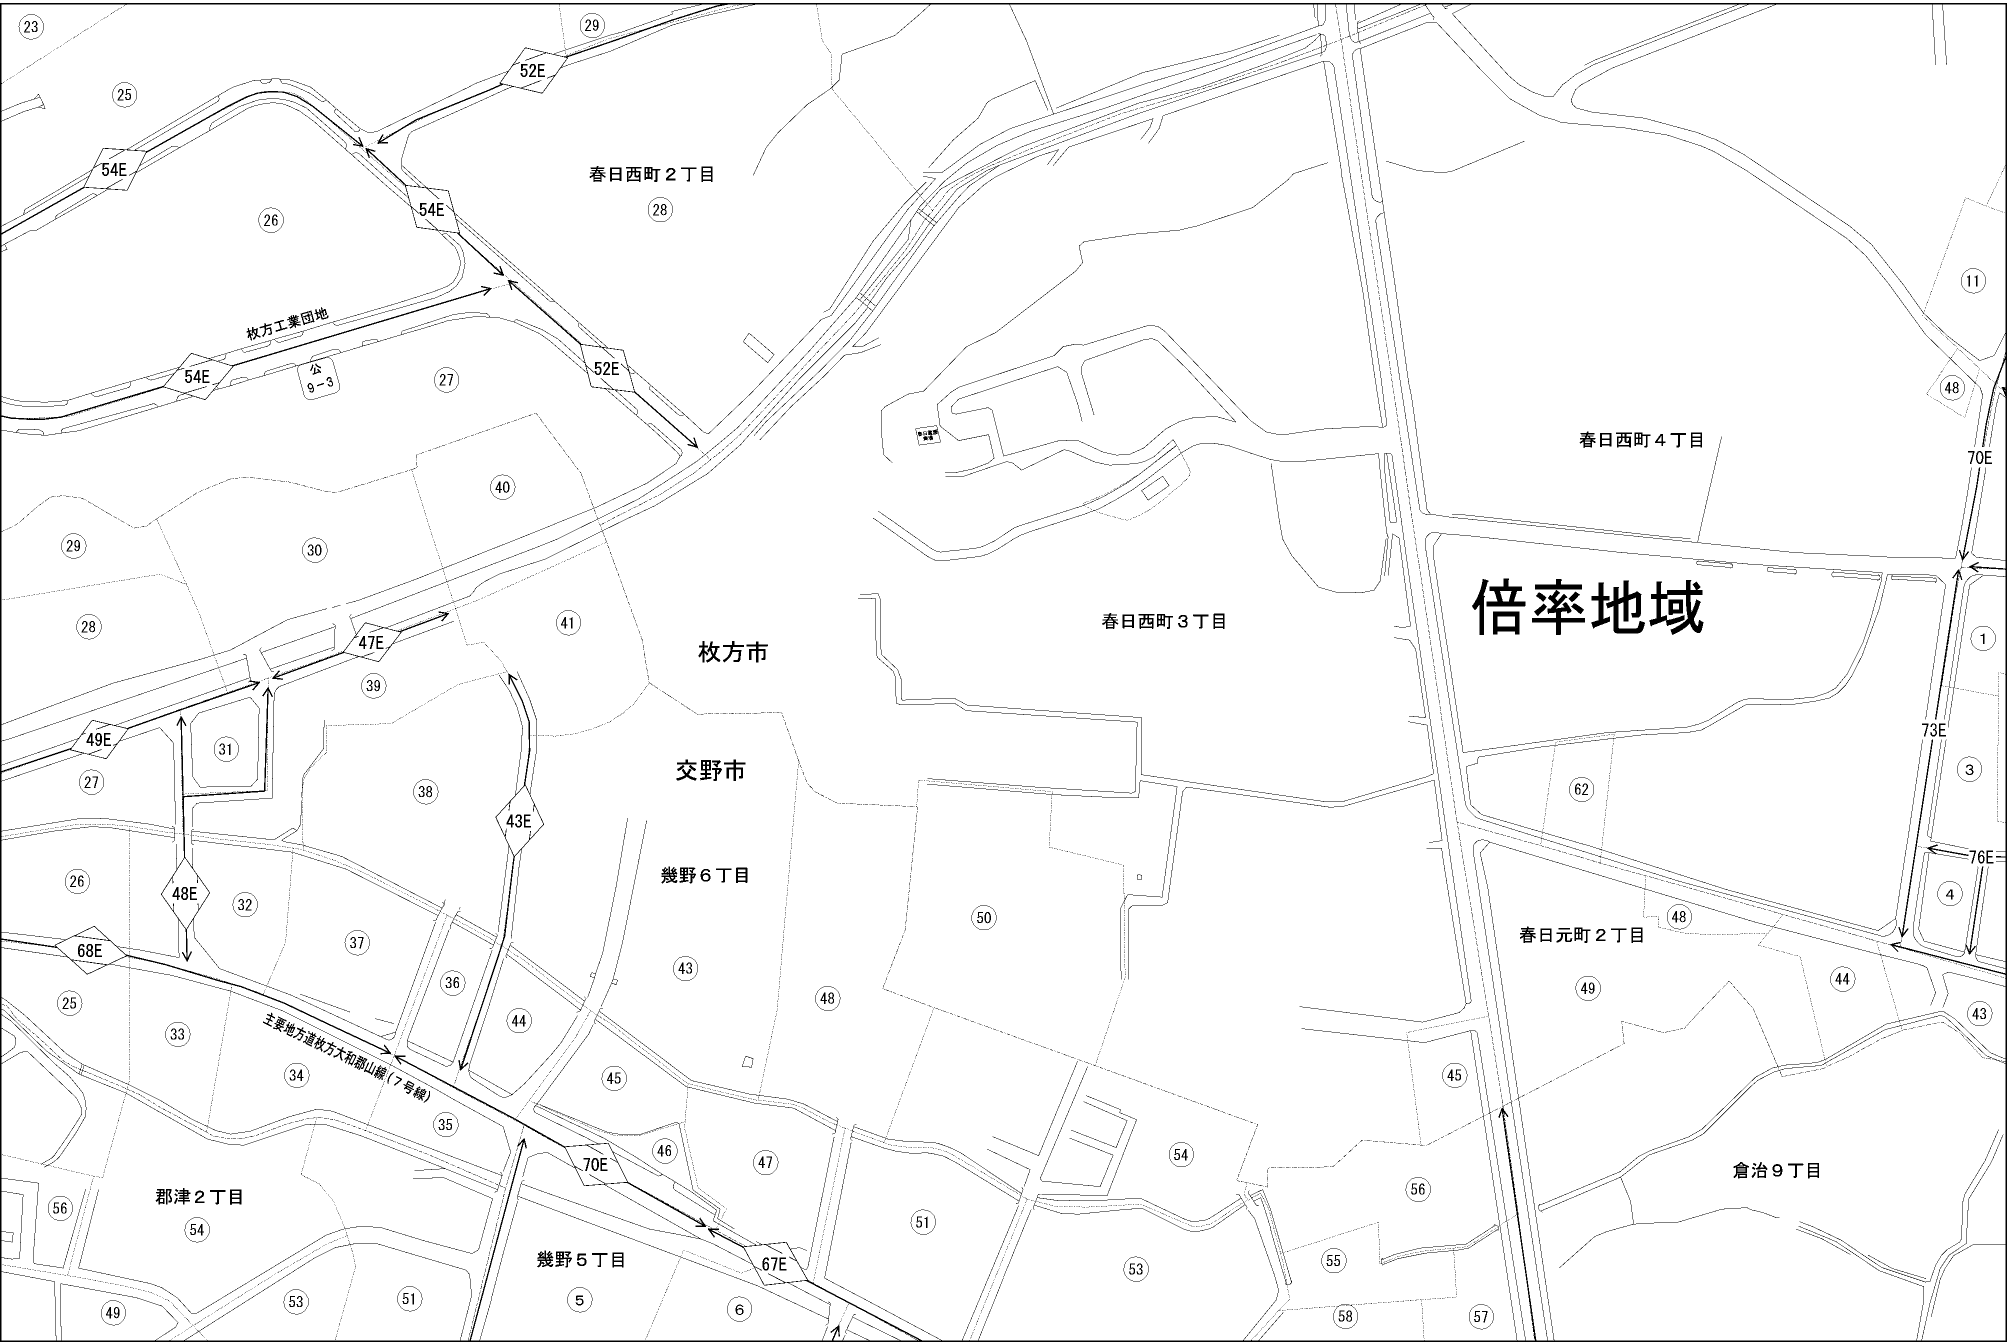 23
29
52E
25
54E
春日西町２丁目
28
54E
26
11
枚方工業団地
公
9－3
54E
52E
27
48
春日西町４丁目
70E
40
29
30
倍率地域
28
41
春日西町３丁目
1
47E
枚方市
39
49E
31
73E
交野市
3
27
38
62
43E
76E
幾野６丁目
26
48E
4
32
50
48
春日元町２丁目
37
68E
43
44
36
49
48
25
44
43
33
主要地方道枚方大和郡山線(７号線)
34
45
45
35
46
54
70E
47
倉治９丁目
56
郡津２丁目
56
54
51
幾野５丁目
67E
55
53
53
51
5
6
49
58
57